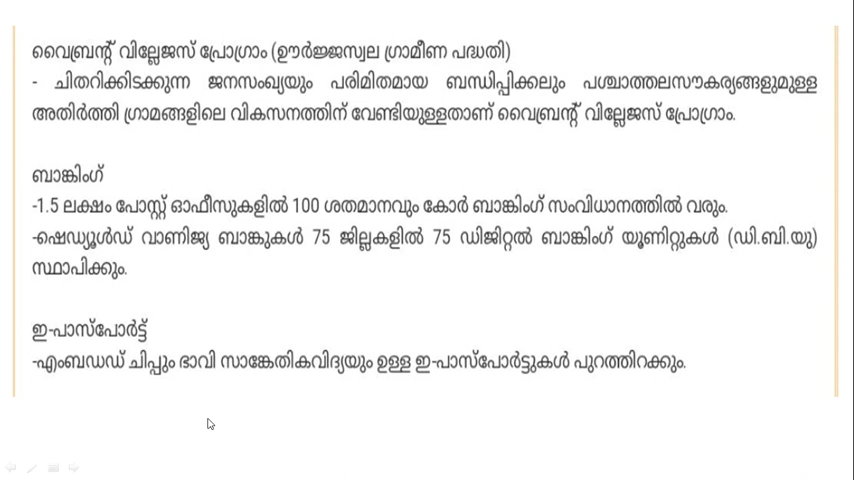 വൈബ്രന്റ് വില്ലേജസ് പ്രോഗ്രാം (ഊർജ്ജസ്വല ഗ്രാമീണ പദ്ധതി)
- ചിതറിക്കിടക്കുന്ന ജനസംഖ്യയും പരിമിതമായ ബന്ധിപ്പിക്കലും പശ്ചാത്തലസൗകര്യങ്ങളുമുള്ള
അതിർത്തി ഗ്രാമങ്ങളിലെ വികസനത്തിന് വേണ്ടിയുള്ളതാണ് വൈബ്രന്റ് വില്ലേജസ് പ്രോഗ്രാം.
ബാങ്കിംഗ്
-1.5 ലക്ഷം പോസ്റ്റ് ഓഫീസുകളിൽ 100 ശതമാനവും കോർ ബാങ്കിംഗ് സംവിധാനത്തിൽ വരും.
-ഷെഡ്യൂൾഡ് വാണിജ്യ ബാങ്കുകൾ 75 ജില്ലകളിൽ 75 ഡിജിറ്റൽ ബാങ്കിംഗ് യൂണിറ്റുകൾ (ഡി.ബി.യു)
സ്ഥാപിക്കും.
ഇ-പാസ്പോർട്ട്
-എംബഡഡ് ചിപ്പും ഭാവി സാങ്കേതികവിദ്യയും ഉള്ള ഇ-പാസ്പോർട്ടുകൾ പുറത്തിറക്കും.